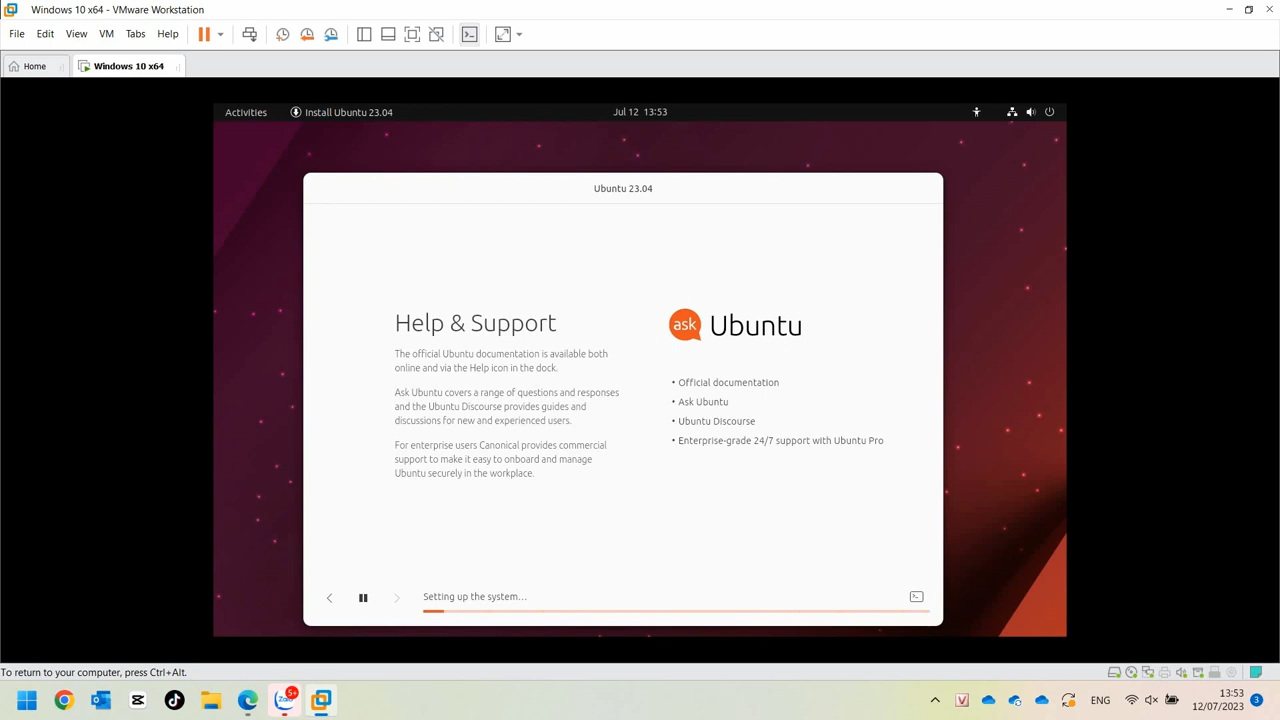 Windows 10 x64 - VMware Workstation
File Edit View VM Tabs Help
Home Windows 10 x64
Activities Install Ubuntu 23.04 Jul 12 13:53
Ubuntu 23.04
Help & Support
The official Ubuntu documentation is available both
online and via the Help icon in the dock.
Ask Ubuntu covers a range of questions and responses
and the Ubuntu Discourse provides guides and
discussions for new and experienced users.
For enterprise users Canonical provides commercial
support to make it easy to onboard and manage
Ubuntu securely in the workplace.
ask Ubuntu
• Official documentation
• Ask Ubuntu
• Ubuntu Discourse
• Enterprise-grade 24/7 support with Ubuntu Pro
Setting up the system...
To return to your computer, press Ctrl+Alt.
5+
V
ENG
13:53
12/07/2023
3